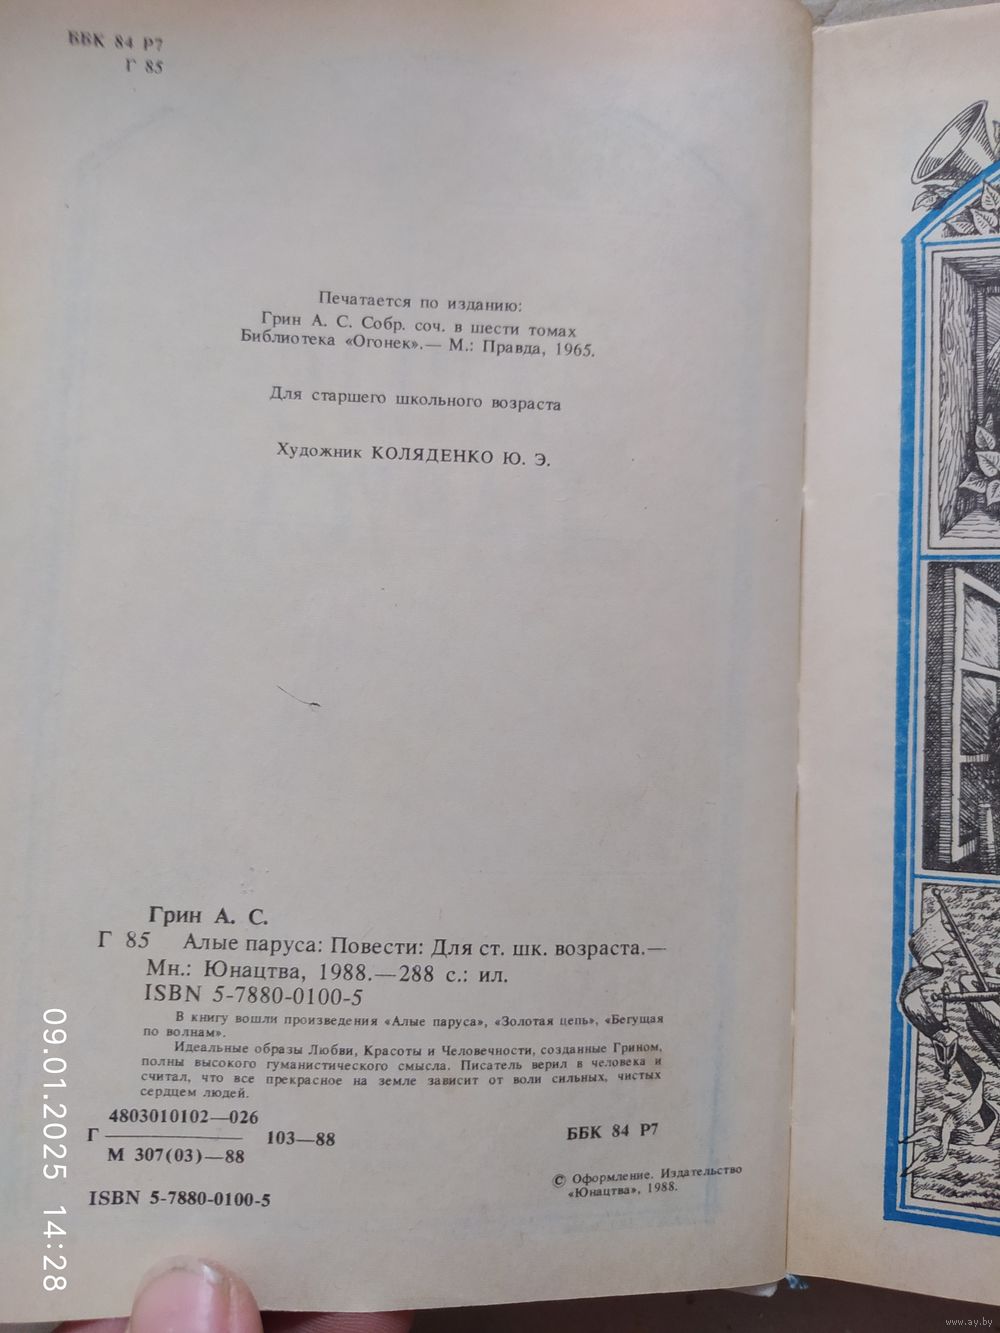 ББК 84 Р7
Г 85
Печатается по изданию:
Грин А. С. Собр. соч. в шести томах
Библиотека «Огонек».— М.: Правда, 1965.
Для старшего школьного возраста
Художник КОЛЯДЕНКО Ю. Э.
Грин А. С.
Г 85 Алые паруса: Повести: Для ст. шк. возраста.—
Мн.: Юнацтва, 1988.—288 с.: ил.
ISBN 5-7880-0100-5
В книгу вошли произведения «Алые паруса», «Золотая цепь», «Бегущая
по волнам».
Идеальные образы Любви, Красоты и Человечности, созданные Грином,
полны высокого гуманистического смысла. Писатель верил в человека и
считал, что все прекрасное на земле зависит от воли сильных, чистых
сердцем людей.
4803010102—026
Г 103—88
М 307(03)—88
ББК 84 Р7
ISBN 5-7880-0100-5
© Оформление. Издательство
«Юнацтва», 1988.
09.01.2025 14:28
www.ay.by